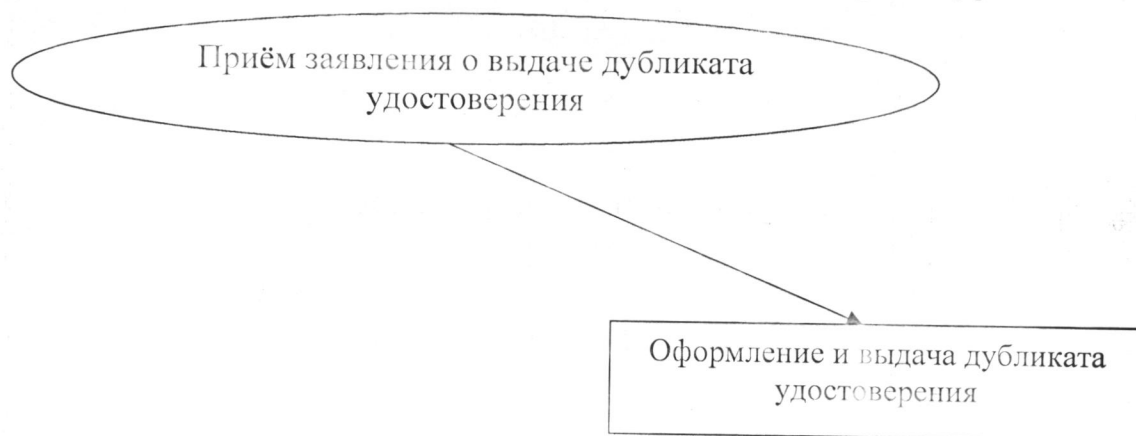 Приём заявления о выдаче дубликата
удостоверения
Оформление и выдача дубликата
удостоверения